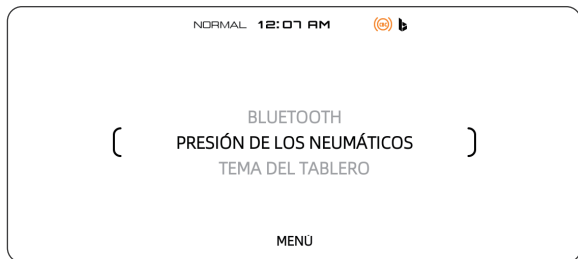 NORMAL 12:07 AM
BLUETOOTH
PRESIÓN DE LOS NEUMÁTICOS
TEMA DEL TABLERO
MENÚ